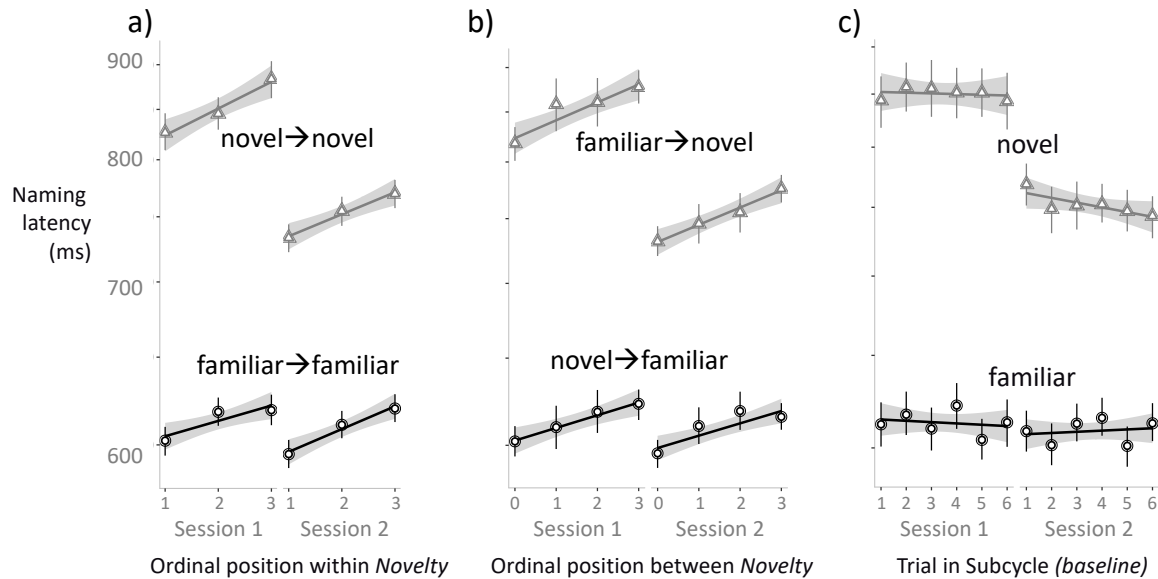 a)
b)
c)
900
800
700
600
Naming
latency
(ms)
novel→novel
familiar→familiar
1 2 3 1 2 3
Session 1 Session 2
Ordinal position within Novelty
familiar→novel
novel→familiar
0 1 2 3 0 1 2 3
Session 1 Session 2
Ordinal position between Novelty
novel
familiar
1 2 3 4 5 6 1 2 3 4 5 6
Session 1 Session 2
Trial in Subcycle (baseline)